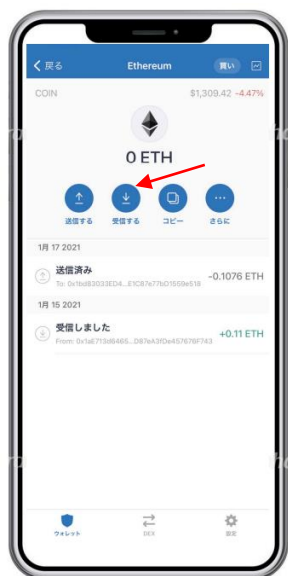 戻る Ethereum 買い
COIN $1,309.42 -4.47%
0 ETH
送信する 受信する コピー さらに
1月 17 2021
送信済み -0.1076 ETH
To: 0x1bd83033ED4...E1C87e77bD1559e518
1月 15 2021
受信しました +0.11 ETH
From: 0x1aE713d6465...D87eA3fDe457676F743
ウォレット DEX 設定